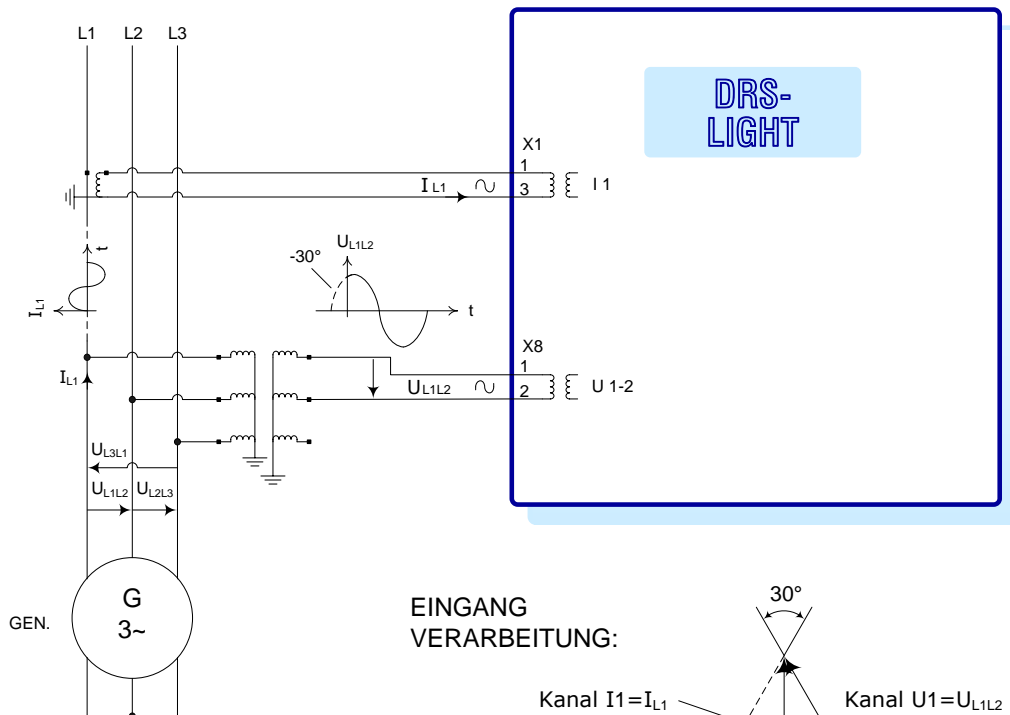 L1 L2 L3
DRS-
LIGHT
X1
1
I L1 3 I 1
t
U L1L2
-30°
I L1
t
X8
1
I L1
U L1L2 2 U 1-2
U L3L1
U L1L2 U L2L3
G
3~
GEN.
EINGANG
VERARBEITUNG:
30°
Kanal I1=I L1
Kanal U1=U L1L2